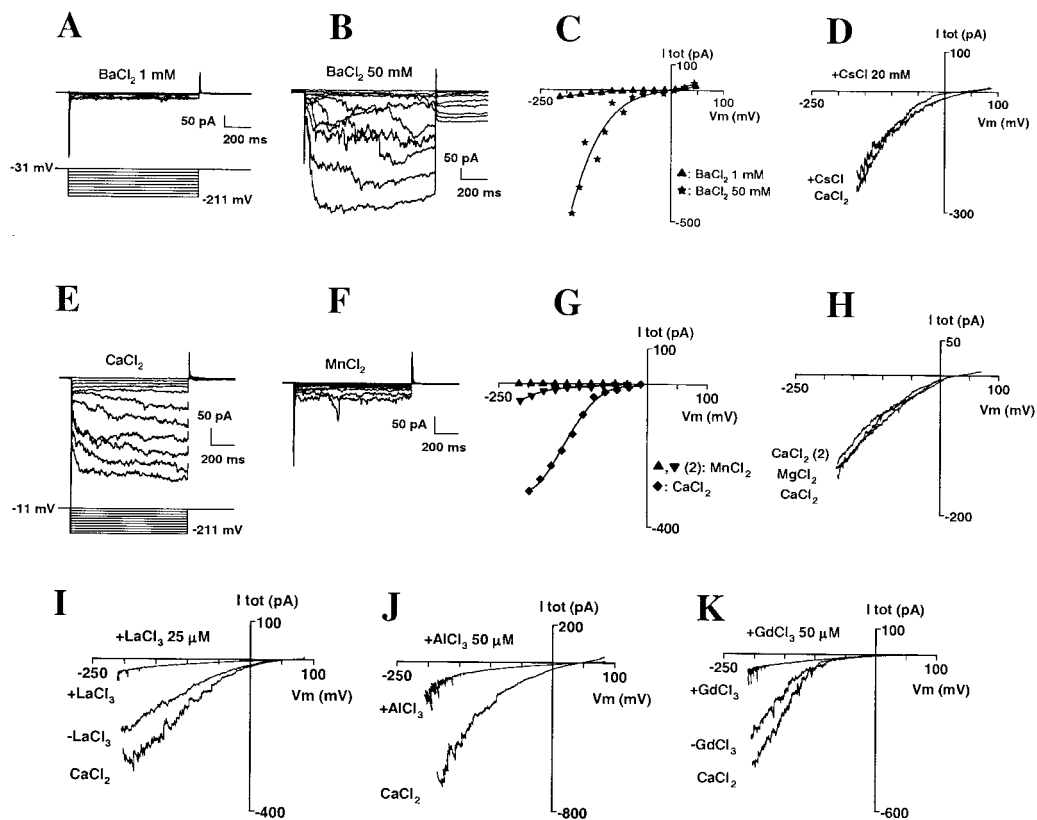 A
BaCl2 1 mM
50 pA
200 ms
-31 mV
-211 mV
B
BaCl2 50 mM
50 pA
200 ms
C
I tot (pA)
100
-250
100
Vm (mV)
▲: BaCl2 1 mM
★: BaCl2 50 mM
-500
D
I tot (pA)
100
+CsCl 20 mM
-250
100
Vm (mV)
+CsCl
CaCl2
-300
E
CaCl2
50 pA
200 ms
-11 mV
-211 mV
F
MnCl2
50 pA
200 ms
G
I tot (pA)
100
-250
100
Vm (mV)
▲,▼ (2): MnCl2
◆: CaCl2
-400
H
I tot (pA)
50
-250
100
Vm (mV)
CaCl2 (2)
MgCl2
CaCl2
-200
I
I tot (pA)
100
+LaCl3 25 µM
-250
100
Vm (mV)
+LaCl3
-LaCl3
CaCl2
-400
J
I tot (pA)
200
+AlCl3 50 µM
-250
100
Vm (mV)
+AlCl3
CaCl2
-800
K
I tot (pA)
100
+GdCl3 50 µM
-250
100
Vm (mV)
+GdCl3
-GdCl3
CaCl2
-600